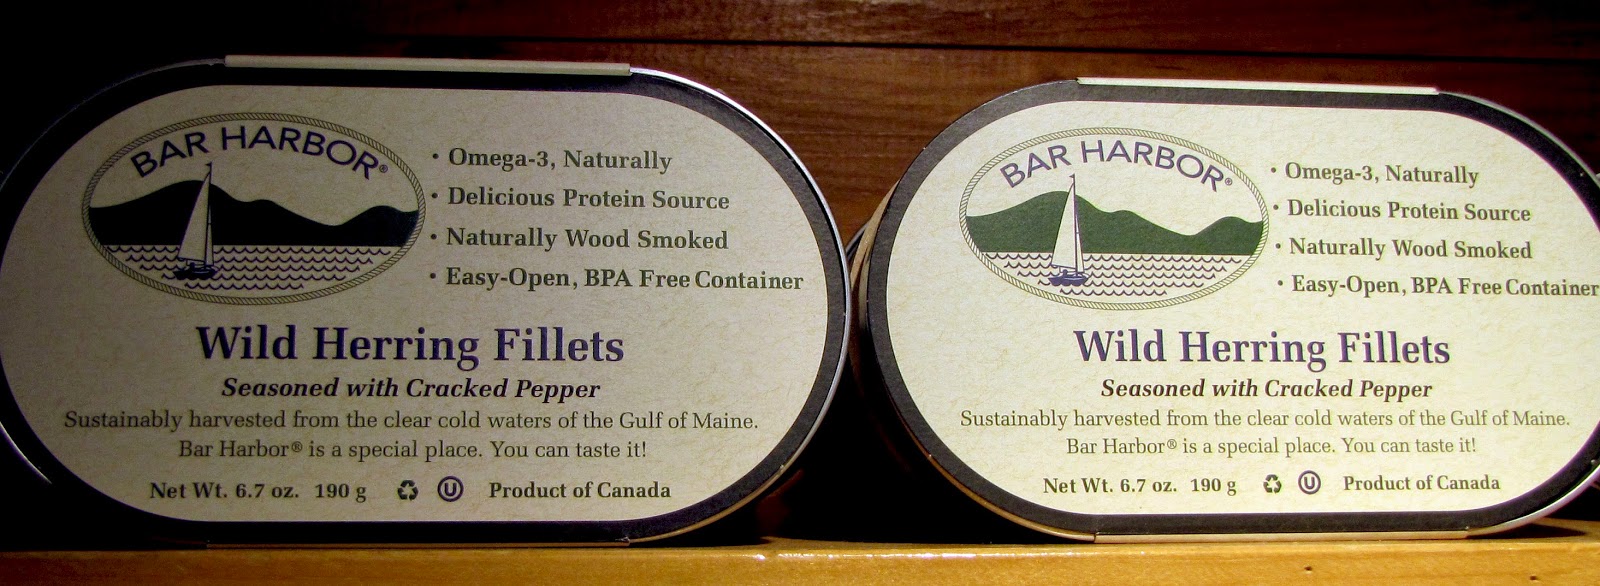 BAR HARBOR®
• Omega-3, Naturally
• Delicious Protein Source
• Naturally Wood Smoked
• Easy-Open, BPA Free Container
Wild Herring Fillets
Seasoned with Cracked Pepper
Sustainably harvested from the clear cold waters of the Gulf of Maine.
Bar Harbor® is a special place. You can taste it!
Net Wt. 6.7 oz. 190 g U Product of Canada
BAR HARBOR®
• Omega-3, Naturally
• Delicious Protein Source
• Naturally Wood Smoked
• Easy-Open, BPA Free Container
Wild Herring Fillets
Seasoned with Cracked Pepper
Sustainably harvested from the clear cold waters of the Gulf of Maine.
Bar Harbor® is a special place. You can taste it!
Net Wt. 6.7 oz. 190 g U Product of Canada